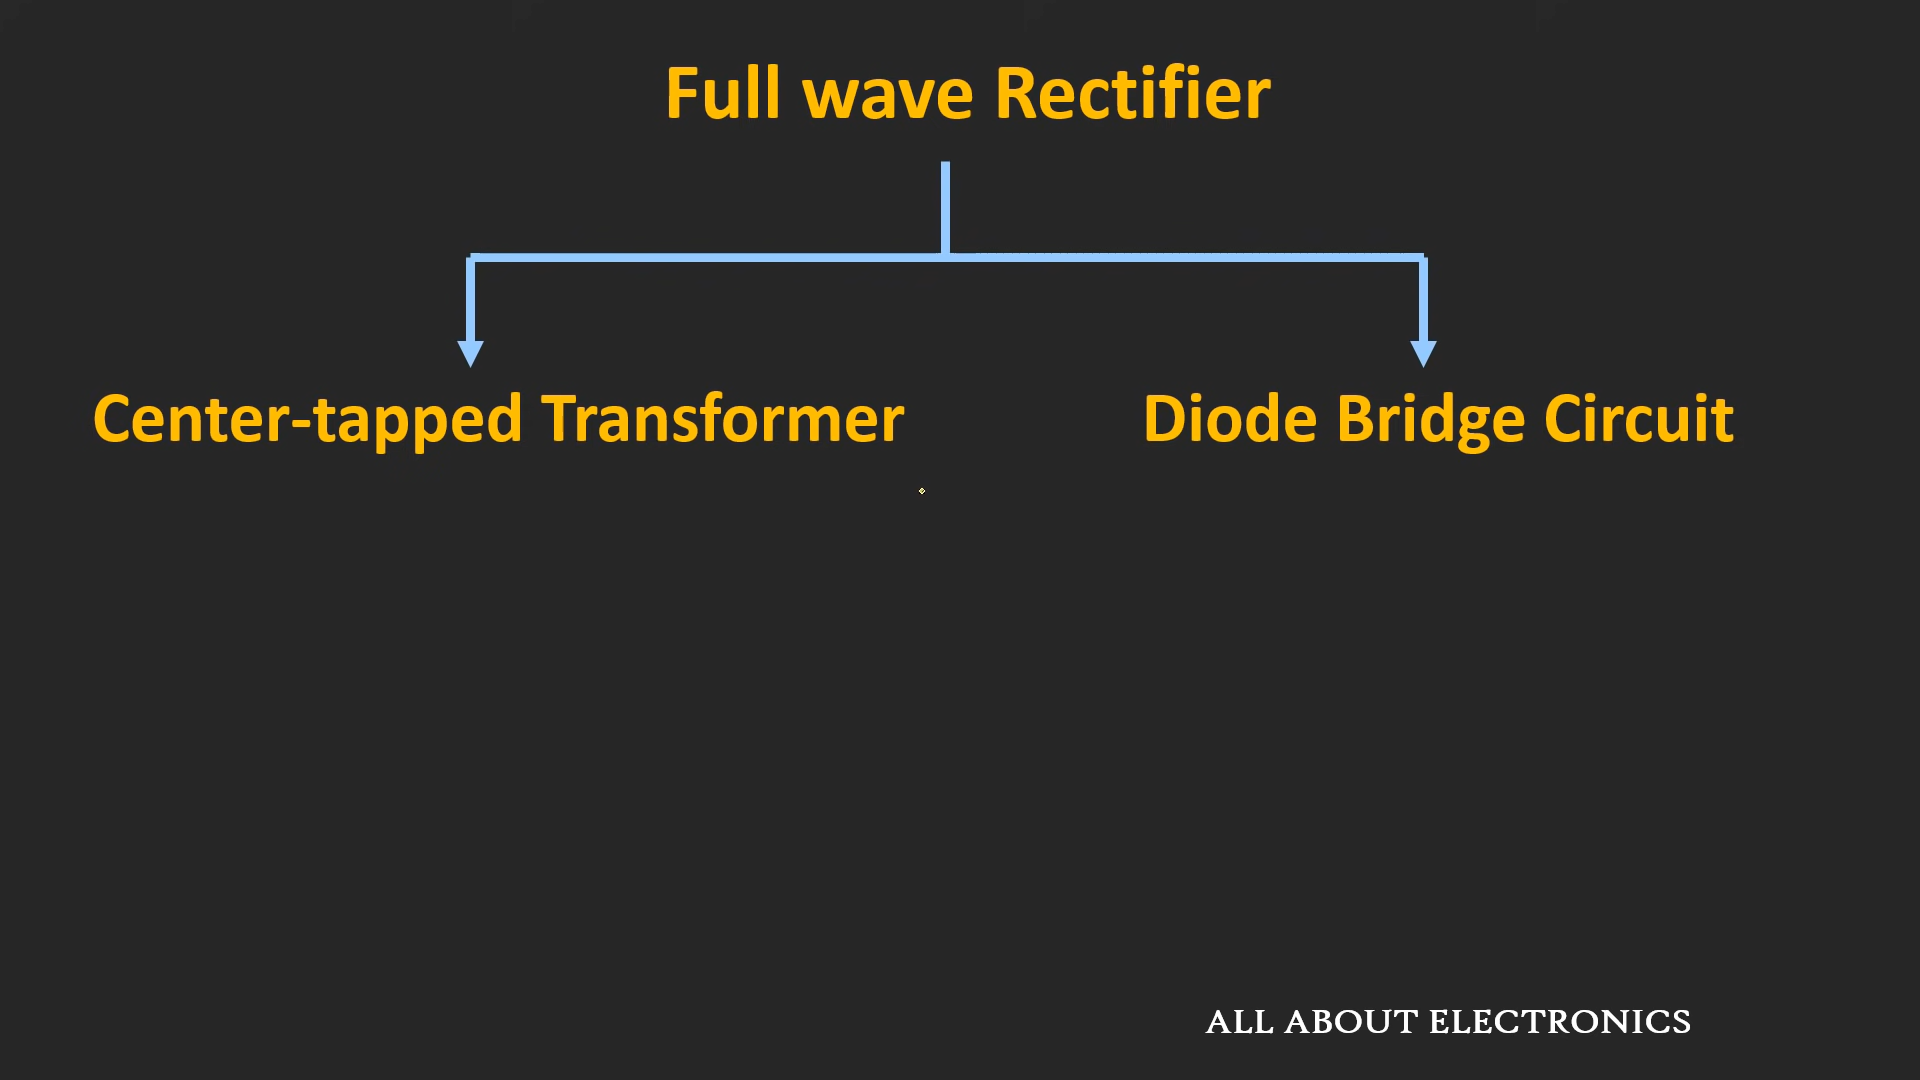 Full wave Rectifier
Center-tapped Transformer
Diode Bridge Circuit
ALL ABOUT ELECTRONICS